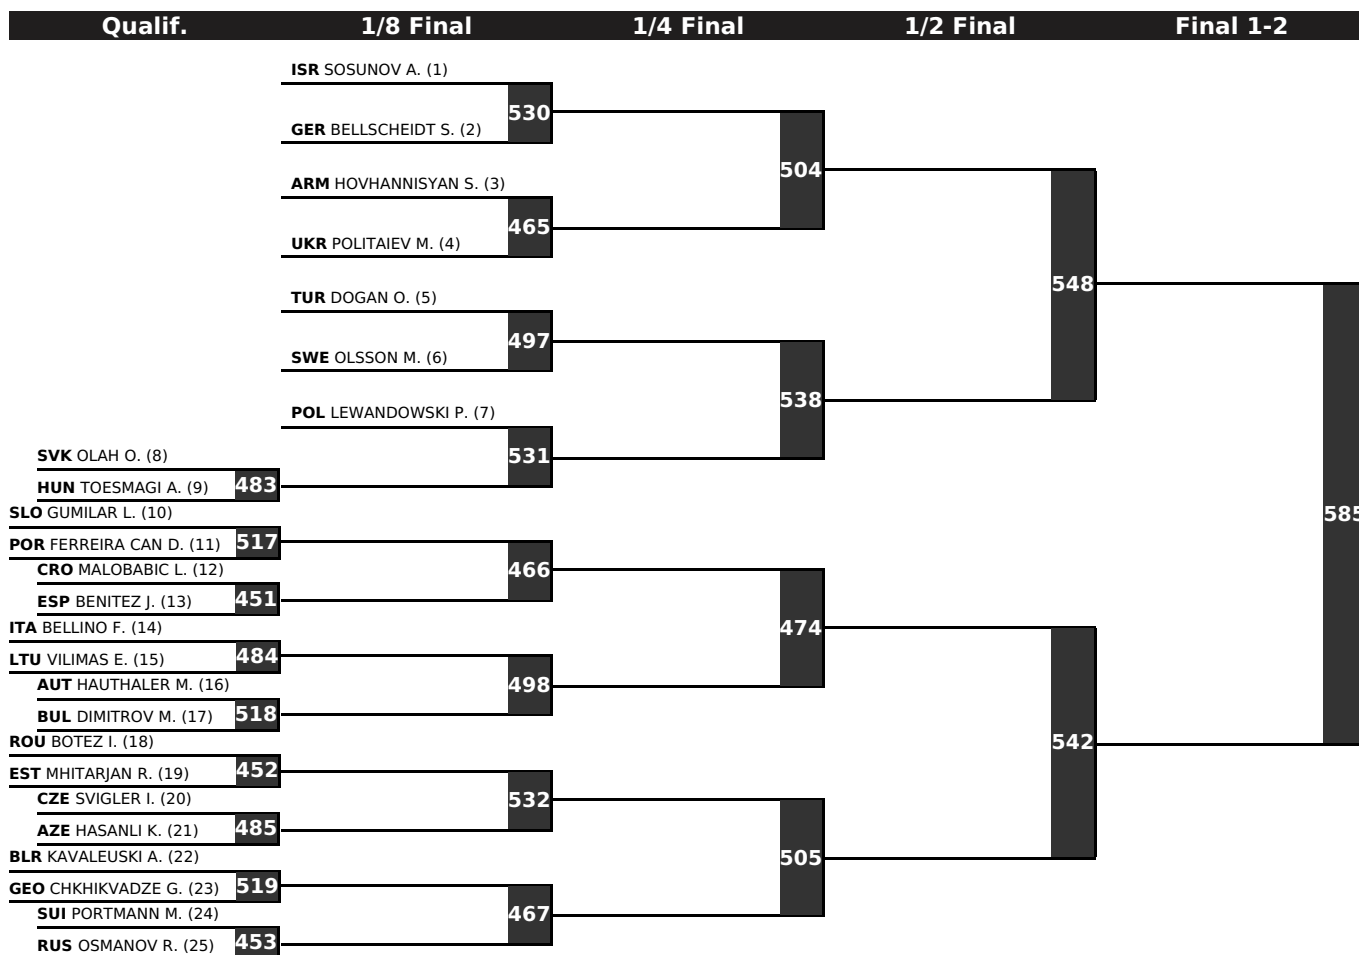 Qualif. 1/8 Final 1/4 Final 1/2 Final Final 1-2
ISR SOSUNOV A. (1)
530
GER BELLSCHEIDT S. (2)
504
ARM HOVHANNISYAN S. (3)
465
UKR POLITAIEV M. (4)
548
TUR DOGAN O. (5)
497
SWE OLSSON M. (6)
538
POL LEWANDOWSKI P. (7)
531
SVK OLAH O. (8)
483
HUN TOESMAGI A. (9)
SLO GUMILAR L. (10)
585
517
POR FERREIRA CAN D. (11)
466
CRO MALOBABIC L. (12)
451
ESP BENITEZ J. (13)
474
ITA BELLINO F. (14)
484
LTU VILIMAS E. (15)
498
AUT HAUTHALER M. (16)
518
BUL DIMITROV M. (17)
542
ROU BOTEZ I. (18)
452
EST MHITARJAN R. (19)
532
CZE SVIGLER I. (20)
485
AZE HASANLI K. (21)
505
BLR KAVALEUSKI A. (22)
519
GEO CHKHIKVADZE G. (23)
467
SUI PORTMANN M. (24)
453
RUS OSMANOV R. (25)